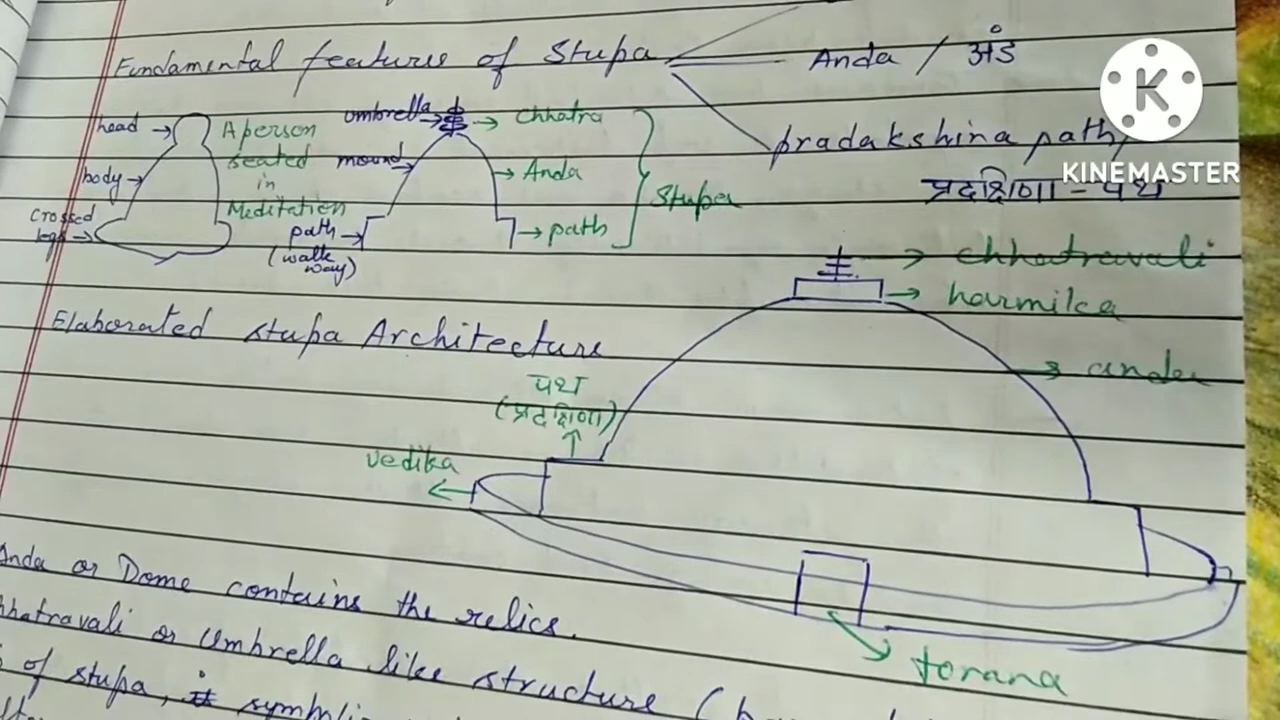 Fundamental features of Stupa
Anda / अंड
pradakshina path
प्रदक्षिणा - पथ
KINEMASTER
head
body
Crossed
legs
A person
seated
in
Meditation
umbrella
mound
path
(walk
way)
Chhatra
Anda
path
Stupa
Elaborated stupa Architecture
chhatravali
harmika
anda
पथ
(प्रदक्षिणा)
vedika
torana
Anda or Dome contains the relics.
hhatravali or Umbrella like structure (
of stupa, it